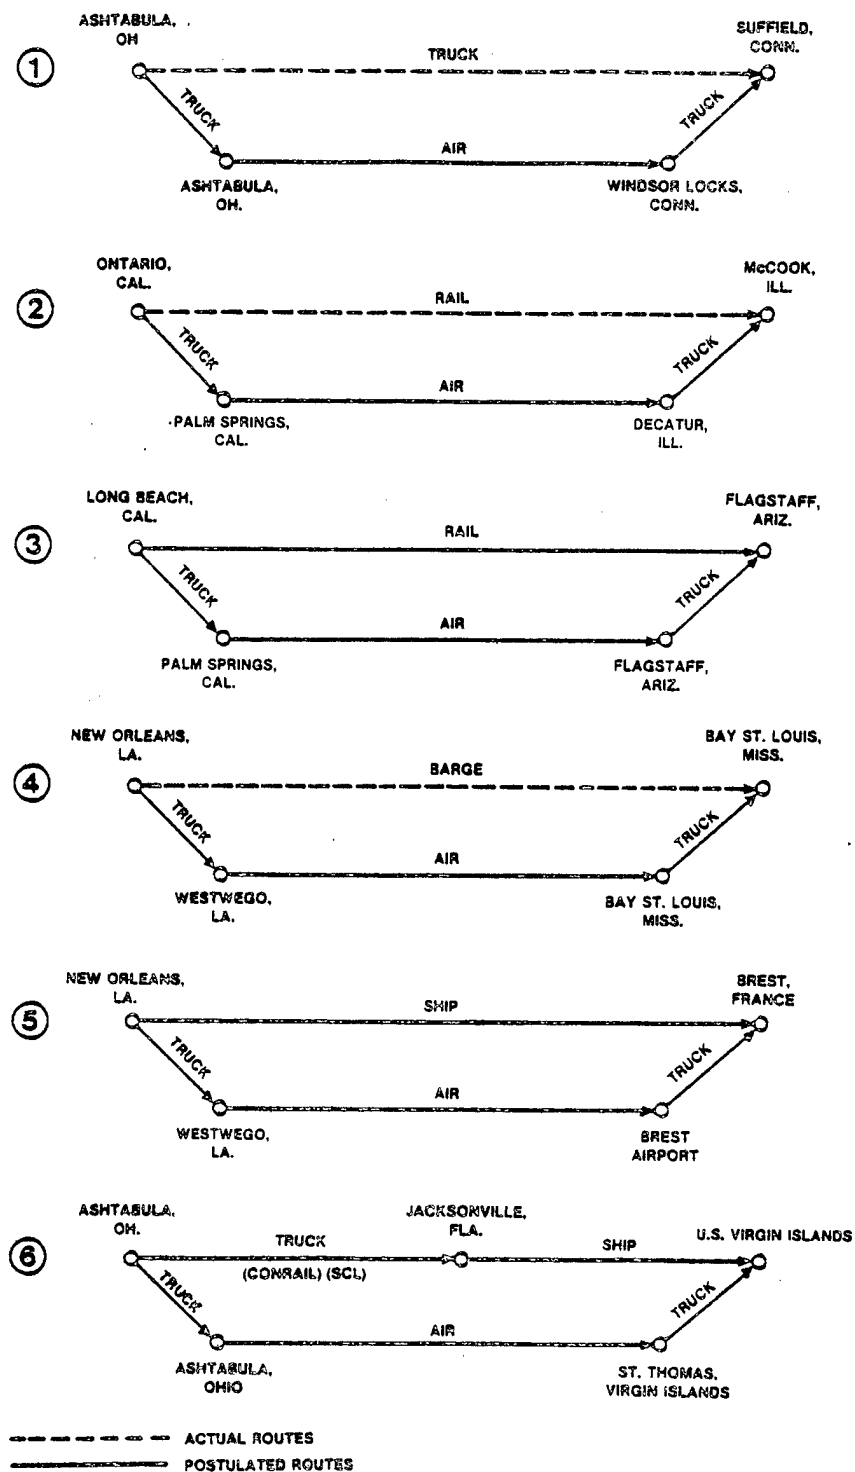 ASHTABULA,
OH
SUFFIELD,
CONN.
1
TRUCK
TRUCK
TRUCK
AIR
ASHTABULA,
OH.
WINDSOR LOCKS,
CONN.
ONTARIO,
CAL.
McCOOK,
ILL.
2
RAIL
TRUCK
TRUCK
AIR
PALM SPRINGS,
CAL.
DECATUR,
ILL.
LONG BEACH,
CAL.
FLAGSTAFF,
ARIZ.
3
RAIL
TRUCK
TRUCK
AIR
PALM SPRINGS,
CAL.
FLAGSTAFF,
ARIZ.
NEW ORLEANS,
LA.
BAY ST. LOUIS,
MISS.
4
BARGE
TRUCK
TRUCK
AIR
WESTWEGO,
LA.
BAY ST. LOUIS,
MISS.
NEW ORLEANS,
LA.
BREST,
FRANCE
5
SHIP
TRUCK
TRUCK
AIR
WESTWEGO,
LA.
BREST
AIRPORT
ASHTABULA,
OH.
JACKSONVILLE,
FLA.
U.S. VIRGIN ISLANDS
6
TRUCK
SHIP
(CONRAIL) (SCL)
TRUCK
TRUCK
AIR
ASHTABULA,
OHIO
ST. THOMAS,
VIRGIN ISLANDS
ACTUAL ROUTES
POSTULATED ROUTES